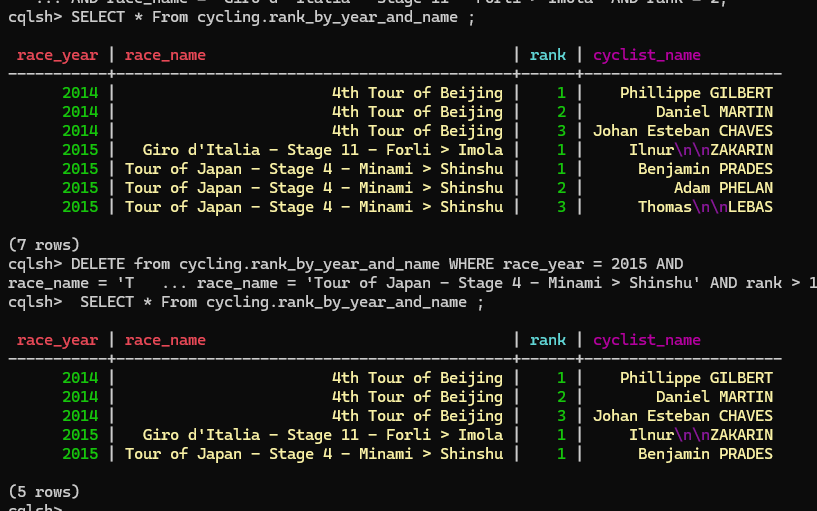 ... AND race_name = 'Giro d'Italia - Stage 11 - Forli > Imola' AND rank = 2;
cqlsh> SELECT * From cycling.rank_by_year_and_name ;
race_year | race_name | rank | cyclist_name
2014 | 4th Tour of Beijing | 1 | Phillippe GILBERT
2014 | 4th Tour of Beijing | 2 | Daniel MARTIN
2014 | 4th Tour of Beijing | 3 | Johan Esteban CHAVES
2015 | Giro d'Italia - Stage 11 - Forli > Imola | 1 | Ilnur\n\nZAKARIN
2015 | Tour of Japan - Stage 4 - Minami > Shinshu | 1 | Benjamin PRADES
2015 | Tour of Japan - Stage 4 - Minami > Shinshu | 2 | Adam PHELAN
2015 | Tour of Japan - Stage 4 - Minami > Shinshu | 3 | Thomas\n\nLEBAS
(7 rows)
cqlsh> DELETE from cycling.rank_by_year_and_name WHERE race_year = 2015 AND
race_name = 'T   ... race_name = 'Tour of Japan - Stage 4 - Minami > Shinshu' AND rank > 1
cqlsh>  SELECT * From cycling.rank_by_year_and_name ;
race_year | race_name | rank | cyclist_name
2014 | 4th Tour of Beijing | 1 | Phillippe GILBERT
2014 | 4th Tour of Beijing | 2 | Daniel MARTIN
2014 | 4th Tour of Beijing | 3 | Johan Esteban CHAVES
2015 | Giro d'Italia - Stage 11 - Forli > Imola | 1 | Ilnur\n\nZAKARIN
2015 | Tour of Japan - Stage 4 - Minami > Shinshu | 1 | Benjamin PRADES
(5 rows)
cqlsh>